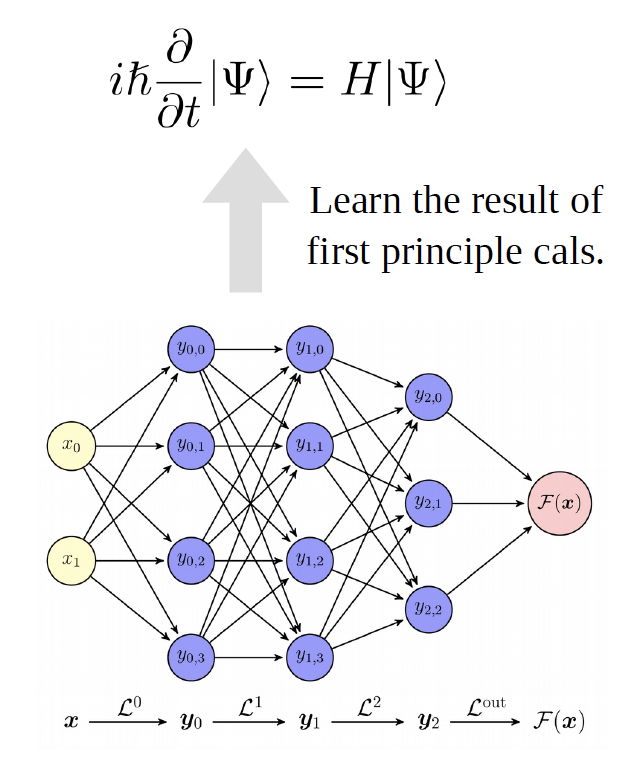 iℏ ∂/∂t |Ψ⟩ = H|Ψ⟩
Learn the result of
first principle cals.
y₀,₀ y₁,₀
y₂,₀
x₀ y₀,₁ y₁,₁
y₂,₁ ℱ(x)
x₁ y₀,₂ y₁,₂
y₂,₂
y₀,₃ y₁,₃
x ℒ⁰ y₀ ℒ¹ y₁ ℒ² y₂ ℒᵒᵘᵗ ℱ(x)